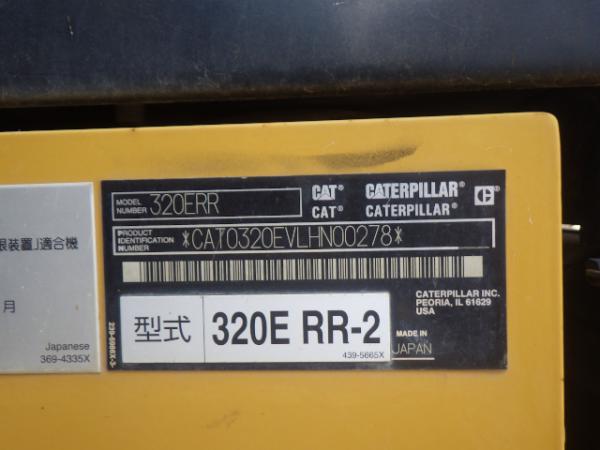 限装置」適合機
月
Japanese
369-4335X
MODEL NUMBER 320ERR
CAT® CATERPILLAR®
CAT® CATERPILLAR®
PRODUCT IDENTIFICATION NUMBER *CAT0320EVLHN00278*
CATERPILLAR INC.
PEORIA, IL 61629
USA
型式 320E RR-2
439-5665X
MADE IN
JAPAN